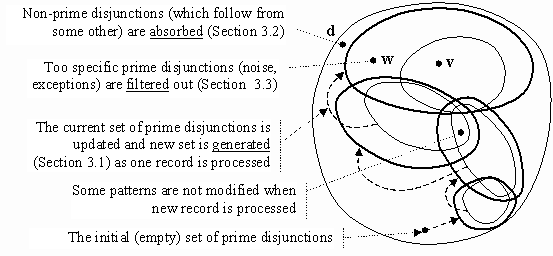 Non-prime disjunctions (which follow from
some other) are absorbed (Section 3.2)
d
w
v
Too specific prime disjunctions (noise,
exceptions) are filtered out (Section 3.3)
The current set of prime disjunctions is
updated and new set is generated
(Section 3.1) as one record is processed
Some patterns are not modified when
new record is processed
The initial (empty) set of prime disjunctions